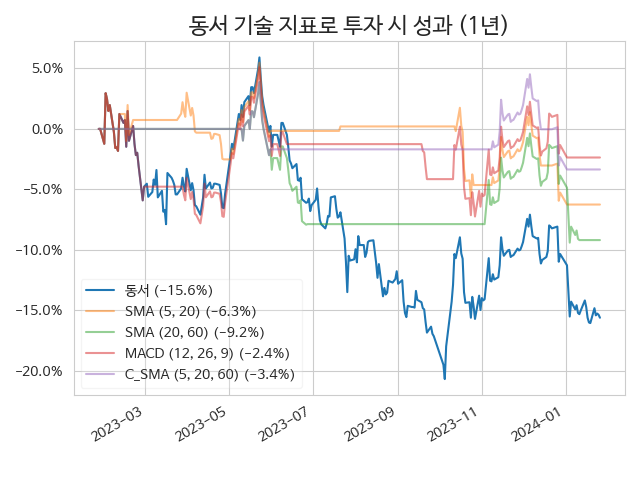 동서 기술 지표로 투자 시 성과 (1년)
5.0%
0.0%
−5.0%
−10.0%
−15.0%
−20.0%
동서 (−15.6%)
SMA (5, 20) (−6.3%)
SMA (20, 60) (−9.2%)
MACD (12, 26, 9) (−2.4%)
C_SMA (5, 20, 60) (−3.4%)
2023−03
2023−05
2023−07
2023−09
2023−11
2024−01